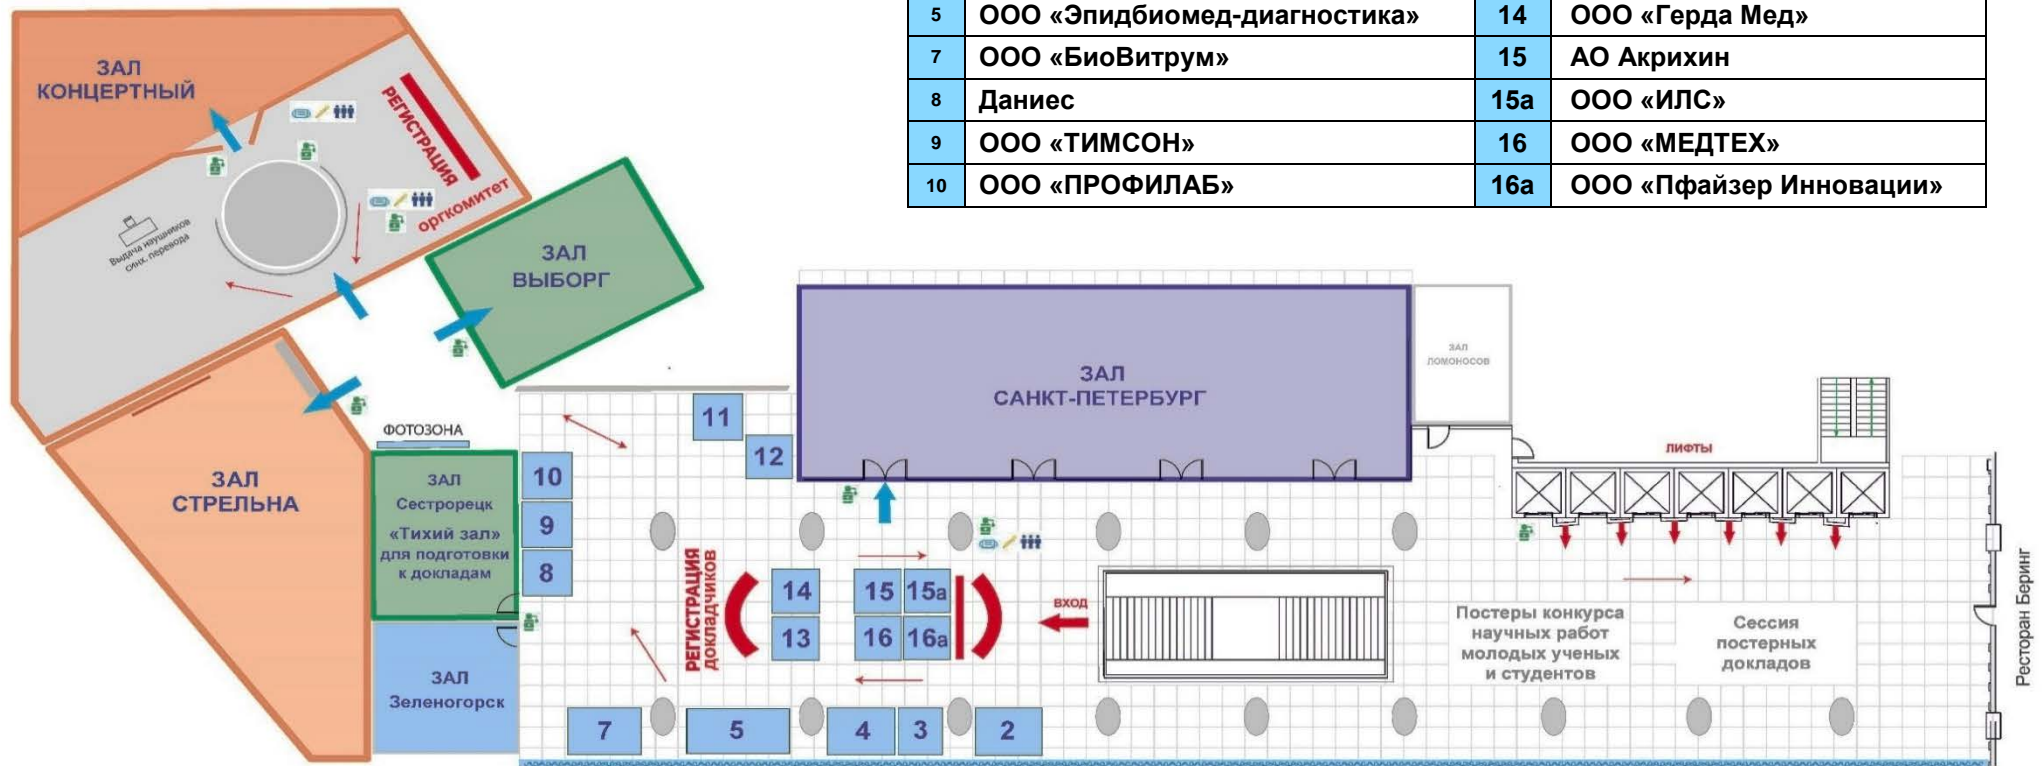 5 ООО «Эпидбиомед-диагностика» 14 ООО «Герда Мед»
7 ООО «БиоВитрум» 15 АО Акрихин
8 Даниес 15а ООО «ИЛС»
9 ООО «ТИМСОН» 16 ООО «МЕДТЕХ»
10 ООО «ПРОФИЛАБ» 16а ООО «Пфайзер Инновации»
ЗАЛ
КОНЦЕРТНЫЙ
РЕГИСТРАЦИЯ
оргкомитет
Выдача наушников
синх. перевода
ЗАЛ
ВЫБОРГ
ЗАЛ
САНКТ-ПЕТЕРБУРГ
ЗАЛ
ЛОМОНОСОВ
ЛИФТЫ
ФОТОЗОНА
ЗАЛ
СТРЕЛЬНА
ЗАЛ
Сестрорецк
«Тихий зал»
для подготовки
к докладам
ЗАЛ
Зеленогорск
11
12
10
9
8
РЕГИСТРАЦИЯ
докладчиков
14
13
15
15а
16
16а
ВХОД
Постеры конкурса
научных работ
молодых ученых
и студентов
Сессия
постерных
докладов
Ресторан Беринг
7
5
4
3
2